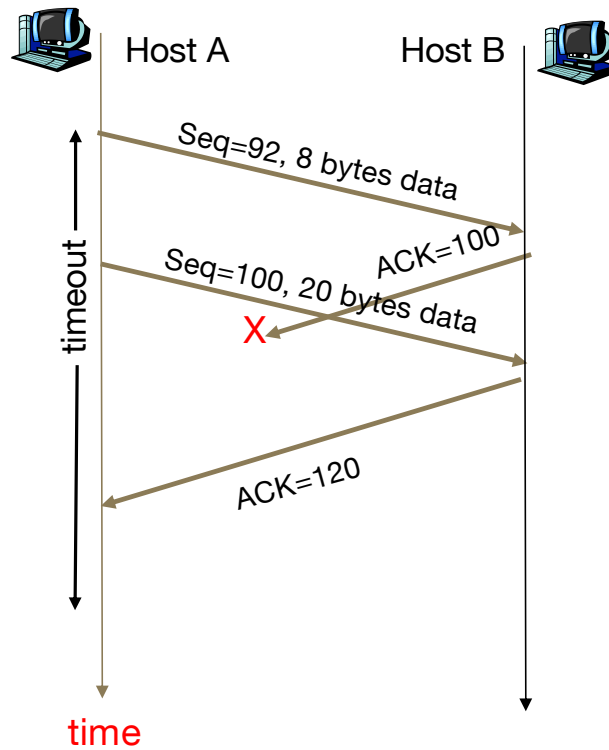 Host A
Host B
Seq=92, 8 bytes data
ACK=100
timeout
Seq=100, 20 bytes data
X
ACK=120
time